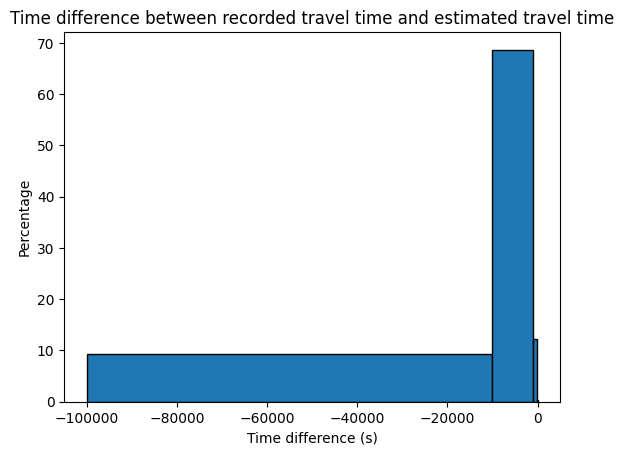 Time difference between recorded travel time and estimated travel time
70
60
50
40
30
20
10
0
Percentage
−100000 −80000 −60000 −40000 −20000 0
Time difference (s)